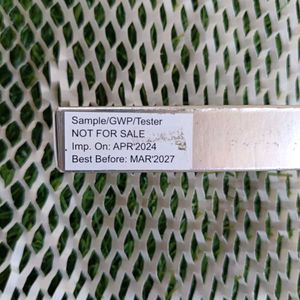 Sample/GWP/Tester
NOT FOR SALE
Imp. On: APR'2024
Best Before: MAR'2027